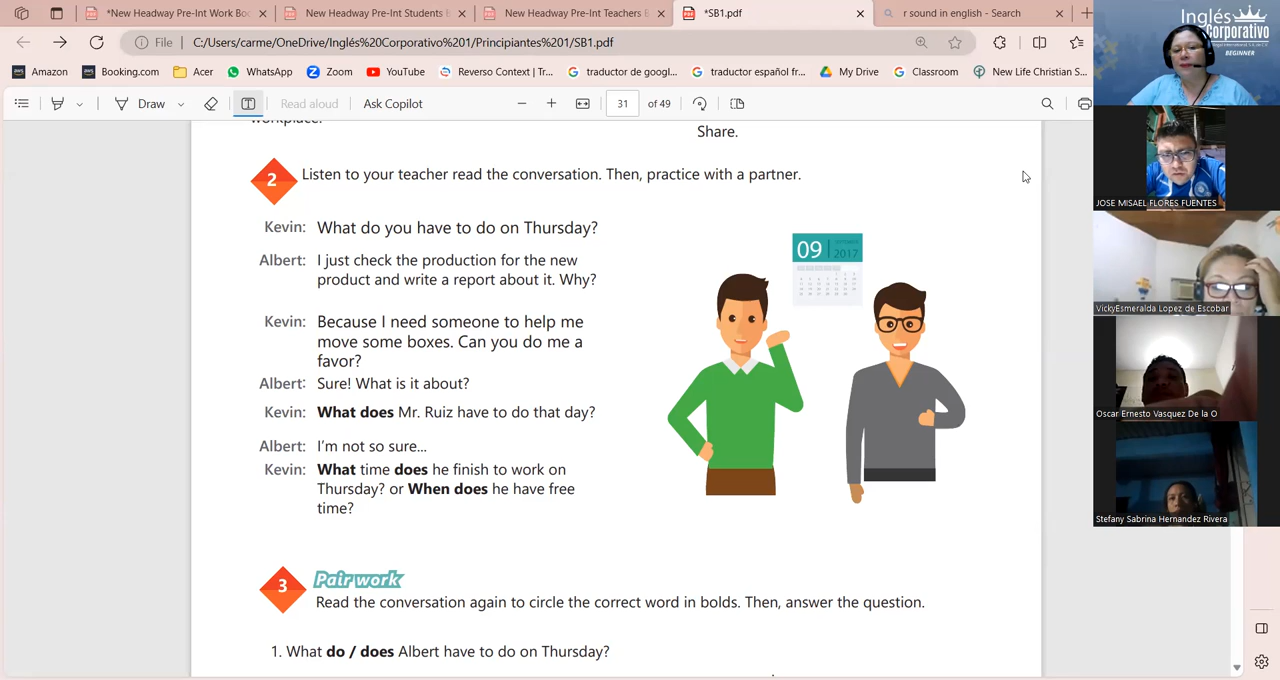 *New Headway Pre-Int Work Bo
New Headway Pre-Int Students B
New Headway Pre-Int Teachers B
*SB1.pdf
r sound in english - Search
File
C:/Users/carme/OneDrive/Inglés%20Corporativo%201/Principiantes%201/SB1.pdf
Amazon
Booking.com
Acer
WhatsApp
Zoom
YouTube
Reverso Context | Tr...
traductor de googl...
traductor español fr...
My Drive
Classroom
New Life Christian S...
Draw
Read aloud
Ask Copilot
31
of 49
workplace.
Share.
2
Listen to your teacher read the conversation. Then, practice with a partner.
Kevin: What do you have to do on Thursday?
Albert: I just check the production for the new
product and write a report about it. Why?
Kevin: Because I need someone to help me
move some boxes. Can you do me a
favor?
Albert: Sure! What is it about?
Kevin: What does Mr. Ruiz have to do that day?
Albert: I'm not so sure...
Kevin: What time does he finish to work on
Thursday? or When does he have free
time?
09
2017
3
Pair work
Read the conversation again to circle the correct word in bolds. Then, answer the question.
1. What do / does Albert have to do on Thursday?
Inglés
Corporativo
BEGINNER
JOSE MISAEL FLORES FUENTES
VickyEsmeralda Lopez de Escobar
Oscar Ernesto Vasquez De la O
Stefany Sabrina Hernandez Rivera